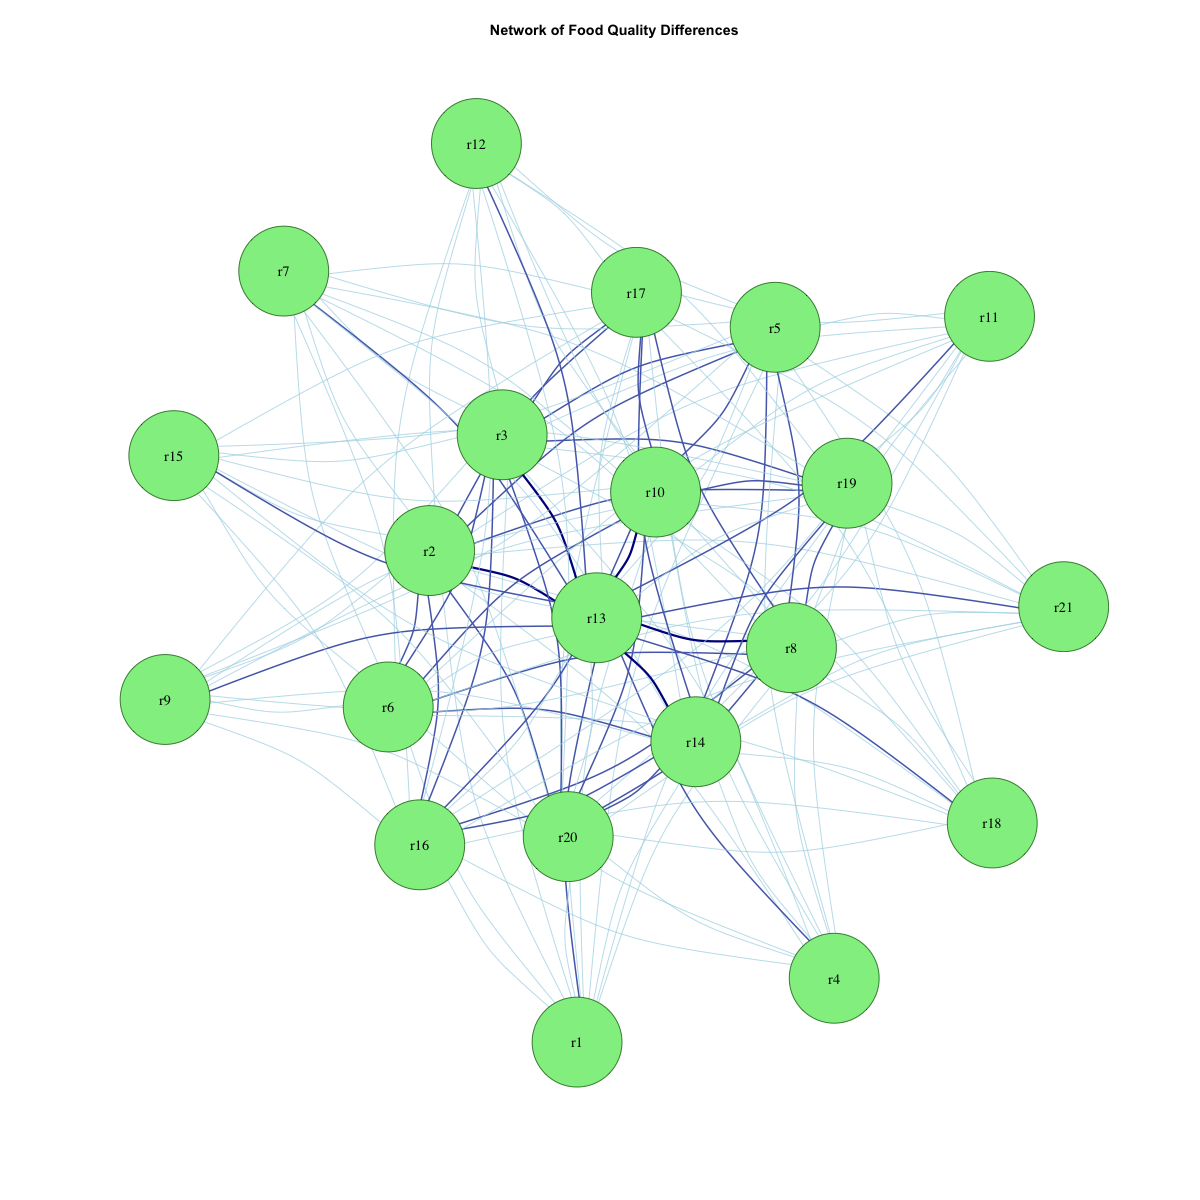 Network of Food Quality Differences
r12
r7
r17
r11
r5
r3
r15
r19
r10
r2
r21
r13
r8
r9
r6
r14
r18
r20
r16
r4
r1